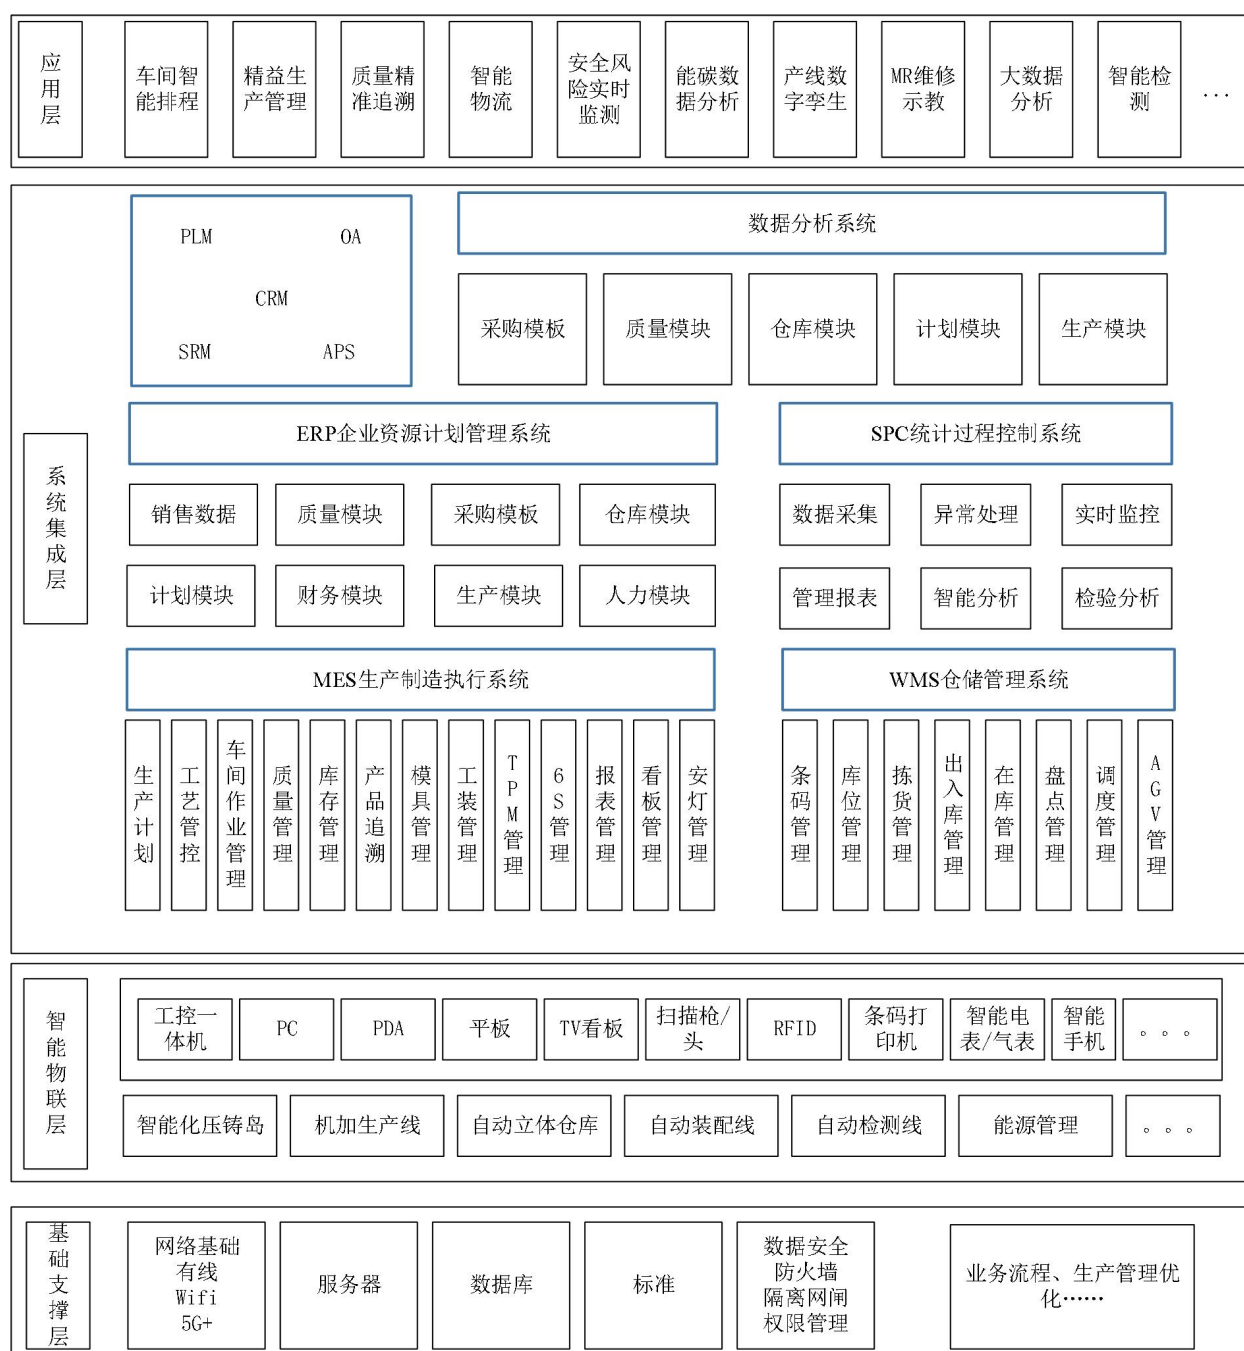 应用层
车间智
能排程
精益生
产管理
质量精
准追溯
智能
物流
安全风
险实时
监测
能碳数
据分析
产线数
字孪生
MR维修
示教
大数据
分析
智能检
测
...
系统集成层
PLM
OA
CRM
SRM
APS
数据分析系统
采购模板
质量模块
仓库模块
计划模块
生产模块
ERP企业资源计划管理系统
销售数据
质量模块
采购模板
仓库模块
计划模块
财务模块
生产模块
人力模块
SPC统计过程控制系统
数据采集
异常处理
实时监控
管理报表
智能分析
检验分析
MES生产制造执行系统
生产计划
工艺管控
车间作业管理
质量管理
库存管理
产品追溯
模具管理
工装管理
TPM管理
6S管理
报表管理
看板管理
安灯管理
WMS仓储管理系统
条码管理
库位管理
拣货管理
出入库管理
在库管理
盘点管理
调度管理
AGV管理
智能物联层
工控一
体机
PC
PDA
平板
TV看板
扫描枪/
头
RFID
条码打
印机
智能电
表/气表
智能
手机
。。。
智能化压铸岛
机加生产线
自动立体仓库
自动装配线
自动检测线
能源管理
。。。
基础支撑层
网络基础
有线
Wifi
5G+
服务器
数据库
标准
数据安全
防火墙
隔离网闸
权限管理
业务流程、生产管理优
化……